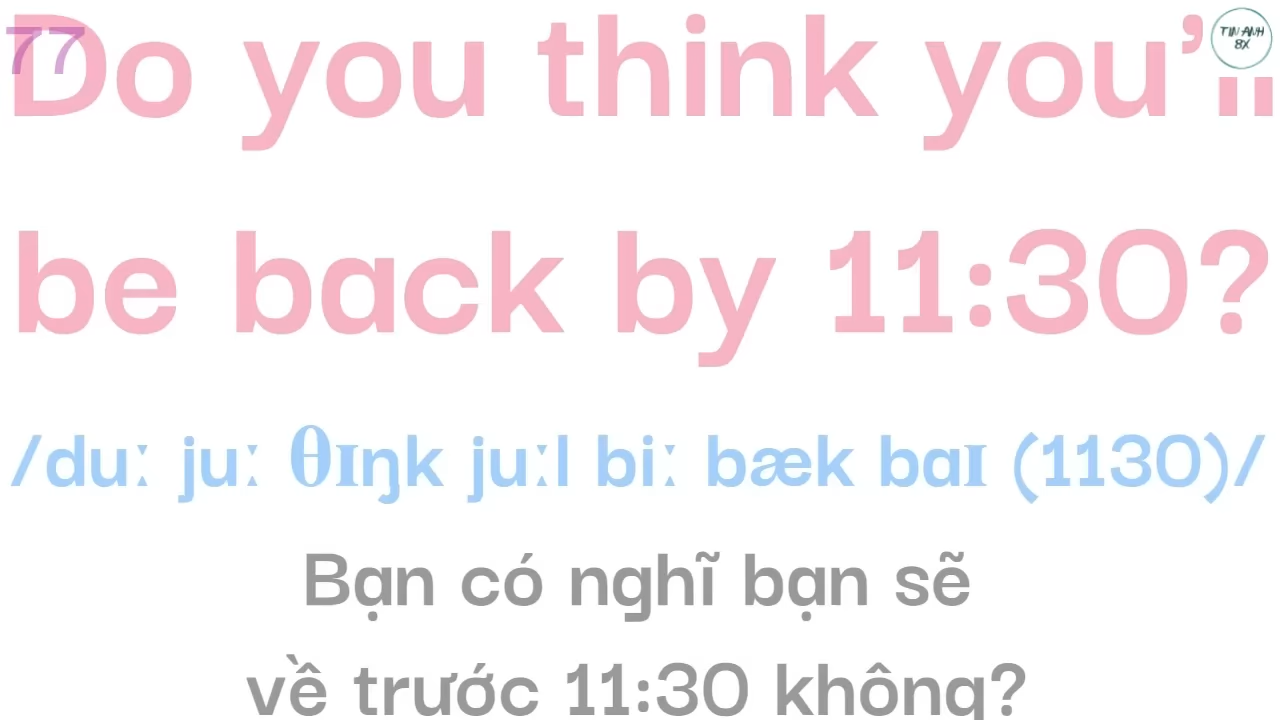 77
TIN ANH
8X
Do you think you'll
be back by 11:30?
/duː juː θɪŋk juːl biː bæk baɪ (1130)/
Bạn có nghĩ bạn sẽ
về trước 11:30 không?